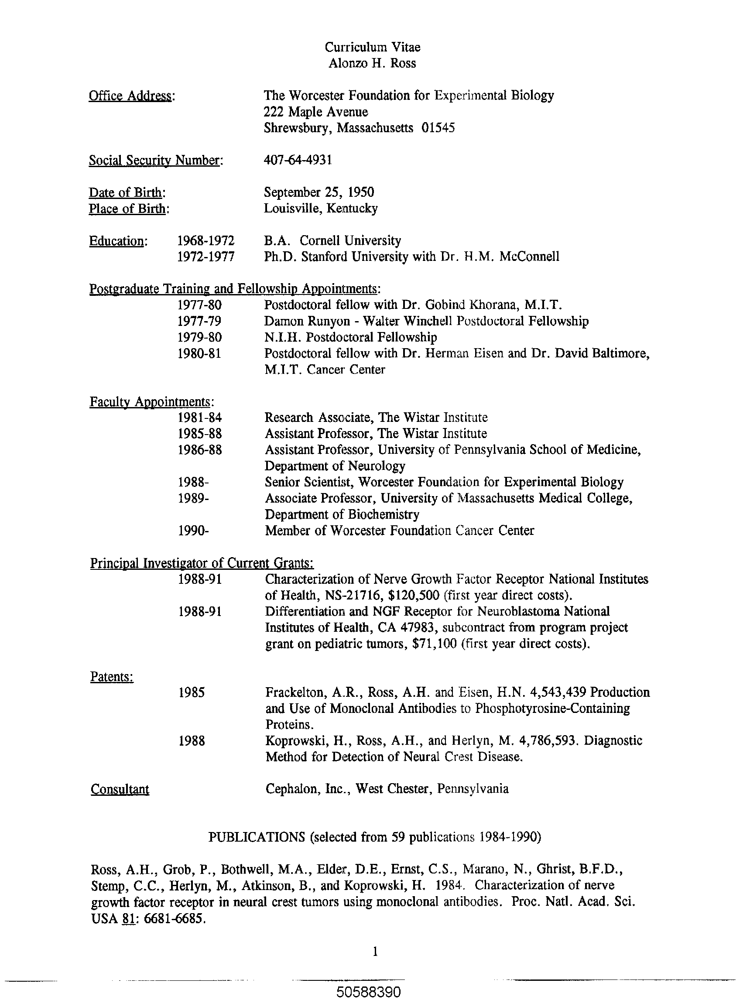 Curriculum Vitae
Alonzo H. Ross
Office Address: The Worcester Foundation for Experimental Biology
222 Maple Avenue
Shrewsbury, Massachusetts 01545
Social Security Number: 407-64-4931
Date of Birth: September 25, 1950
Place of Birth: Louisville, Kentucky
Education: 1968-1972 B.A. Cornell University
1972-1977 Ph.D. Stanford University with Dr. H.M. McConnell
Postgraduate Training and Fellowship Appointments:
1977-80 Postdoctoral fellow with Dr. Gobind Khorana, M.I.T.
1977-79 Damon Runyon - Walter Winchell Postdoctoral Fellowship
1979-80 N.I.H. Postdoctoral Fellowship
1980-81 Postdoctoral fellow with Dr. Herman Eisen and Dr. David Baltimore,
M.I.T. Cancer Center
Faculty Appointments:
1981-84 Research Associate, The Wistar Institute
1985-88 Assistant Professor, The Wistar Institute
1986-88 Assistant Professor, University of Pennsylvania School of Medicine,
Department of Neurology
1988- Senior Scientist, Worcester Foundation for Experimental Biology
1989- Associate Professor, University of Massachusetts Medical College,
Department of Biochemistry
1990- Member of Worcester Foundation Cancer Center
Principal Investigator of Current Grants:
1988-91 Characterization of Nerve Growth Factor Receptor National Institutes
of Health, NS-21716, $120,500 (first year direct costs).
1988-91 Differentiation and NGF Receptor for Neuroblastoma National
Institutes of Health, CA 47983, subcontract from program project
grant on pediatric tumors, $71,100 (first year direct costs).
Patents:
1985 Frackelton, A.R., Ross, A.H. and Eisen, H.N. 4,543,439 Production
and Use of Monoclonal Antibodies to Phosphotyrosine-Containing
Proteins.
1988 Koprowski, H., Ross, A.H., and Herlyn, M. 4,786,593. Diagnostic
Method for Detection of Neural Crest Disease.
Consultant Cephalon, Inc., West Chester, Pennsylvania
PUBLICATIONS (selected from 59 publications 1984-1990)
Ross, A.H., Grob, P., Bothwell, M.A., Elder, D.E., Ernst, C.S., Marano, N., Ghrist, B.F.D.,
Stemp, C.C., Herlyn, M., Atkinson, B., and Koprowski, H. 1984. Characterization of nerve
growth factor receptor in neural crest tumors using monoclonal antibodies. Proc. Natl. Acad. Sci.
USA 81: 6681-6685.
1
50588390